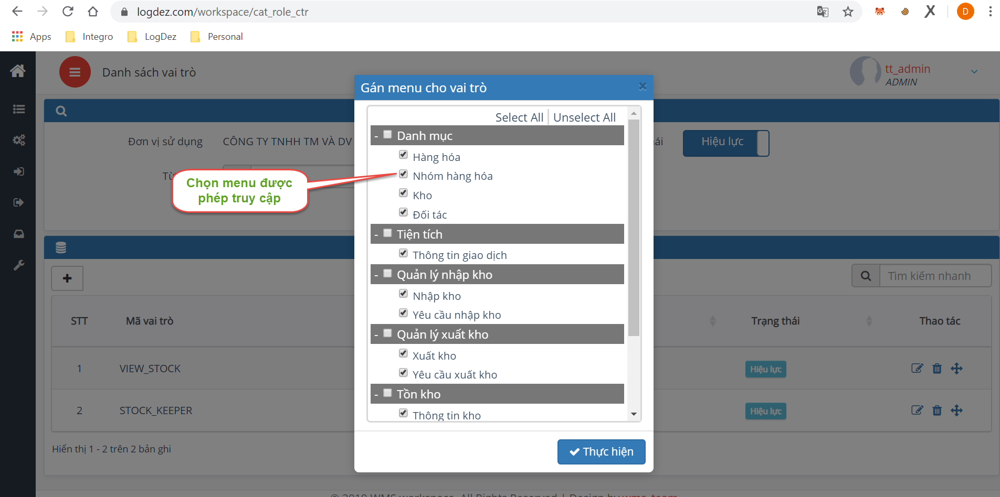 logdez.com/workspace/cat_role_ctr
D
Apps
Integro
LogDez
Personal
Danh sách vai trò
tt_admin
ADMIN
Gán menu cho vai trò
Select All
Unselect All
Đơn vị sử dụng
CÔNG TY TNHH TM VÀ DV
Hiệu lực
Chọn menu được
phép truy cập
- Danh mục
Hàng hóa
Nhóm hàng hóa
Kho
Đối tác
- Tiện tích
Thông tin giao dịch
- Quản lý nhập kho
Nhập kho
Yêu cầu nhập kho
- Quản lý xuất kho
Xuất kho
Yêu cầu xuất kho
- Tồn kho
Thông tin kho
Thực hiện
Tìm kiếm nhanh
STT
Mã vai trò
Trạng thái
Thao tác
1
VIEW_STOCK
Hiệu lực
2
STOCK_KEEPER
Hiệu lực
Hiển thị 1 - 2 trên 2 bản ghi
© 2019 WMS workspace. All Rights Reserved | Design by wms_team